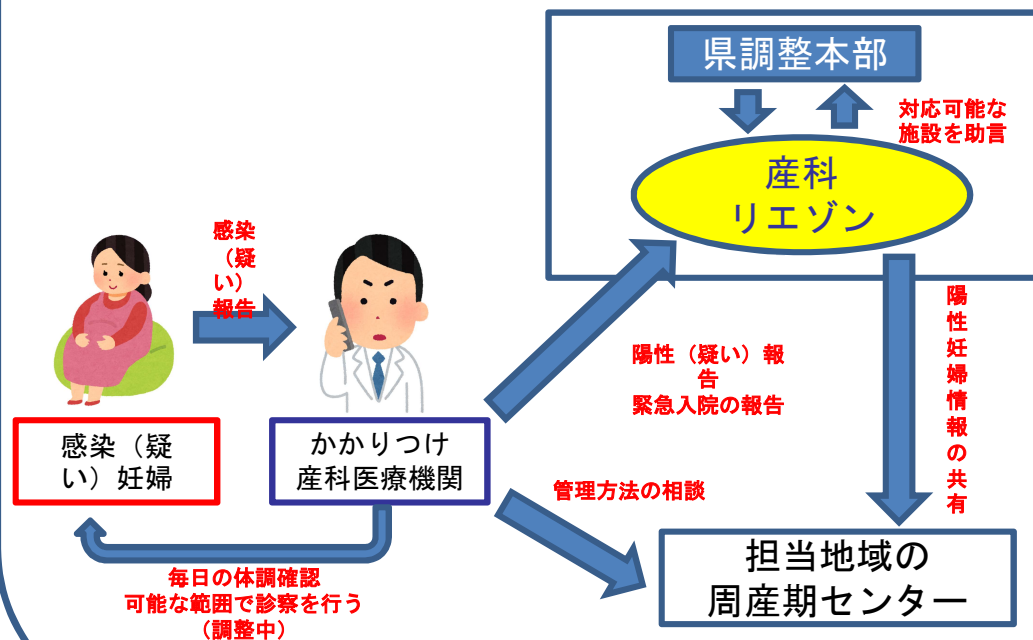 県調整本部
対応可能な
施設を助言
産科
リエゾン
感染
（疑
い）
報告
陽性（疑い）報
告
緊急入院の報告
陽
性
妊
婦
情
報
の
共
有
感染（疑
い）妊婦
かかりつけ
産科医療機関
管理方法の相談
毎日の体調確認
可能な範囲で診察を行う
（調整中）
担当地域の
周産期センター